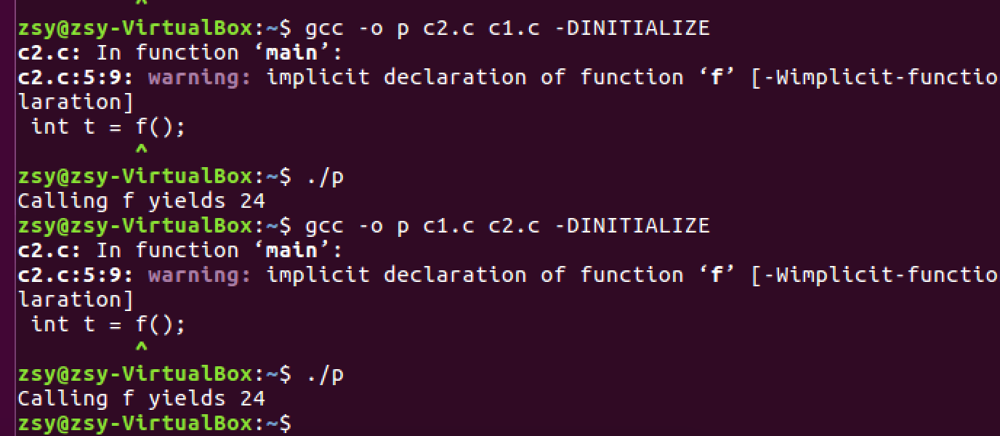 zsy@zsy-VirtualBox:~$ gcc -o p c2.c c1.c -DINITIALIZE
c2.c: In function ‘main’:
c2.c:5:9: warning: implicit declaration of function ‘f’ [-Wimplicit-functio
laration]
 int t = f();
         ^
zsy@zsy-VirtualBox:~$ ./p
Calling f yields 24
zsy@zsy-VirtualBox:~$ gcc -o p c1.c c2.c -DINITIALIZE
c2.c: In function ‘main’:
c2.c:5:9: warning: implicit declaration of function ‘f’ [-Wimplicit-functio
laration]
 int t = f();
         ^
zsy@zsy-VirtualBox:~$ ./p
Calling f yields 24
zsy@zsy-VirtualBox:~$